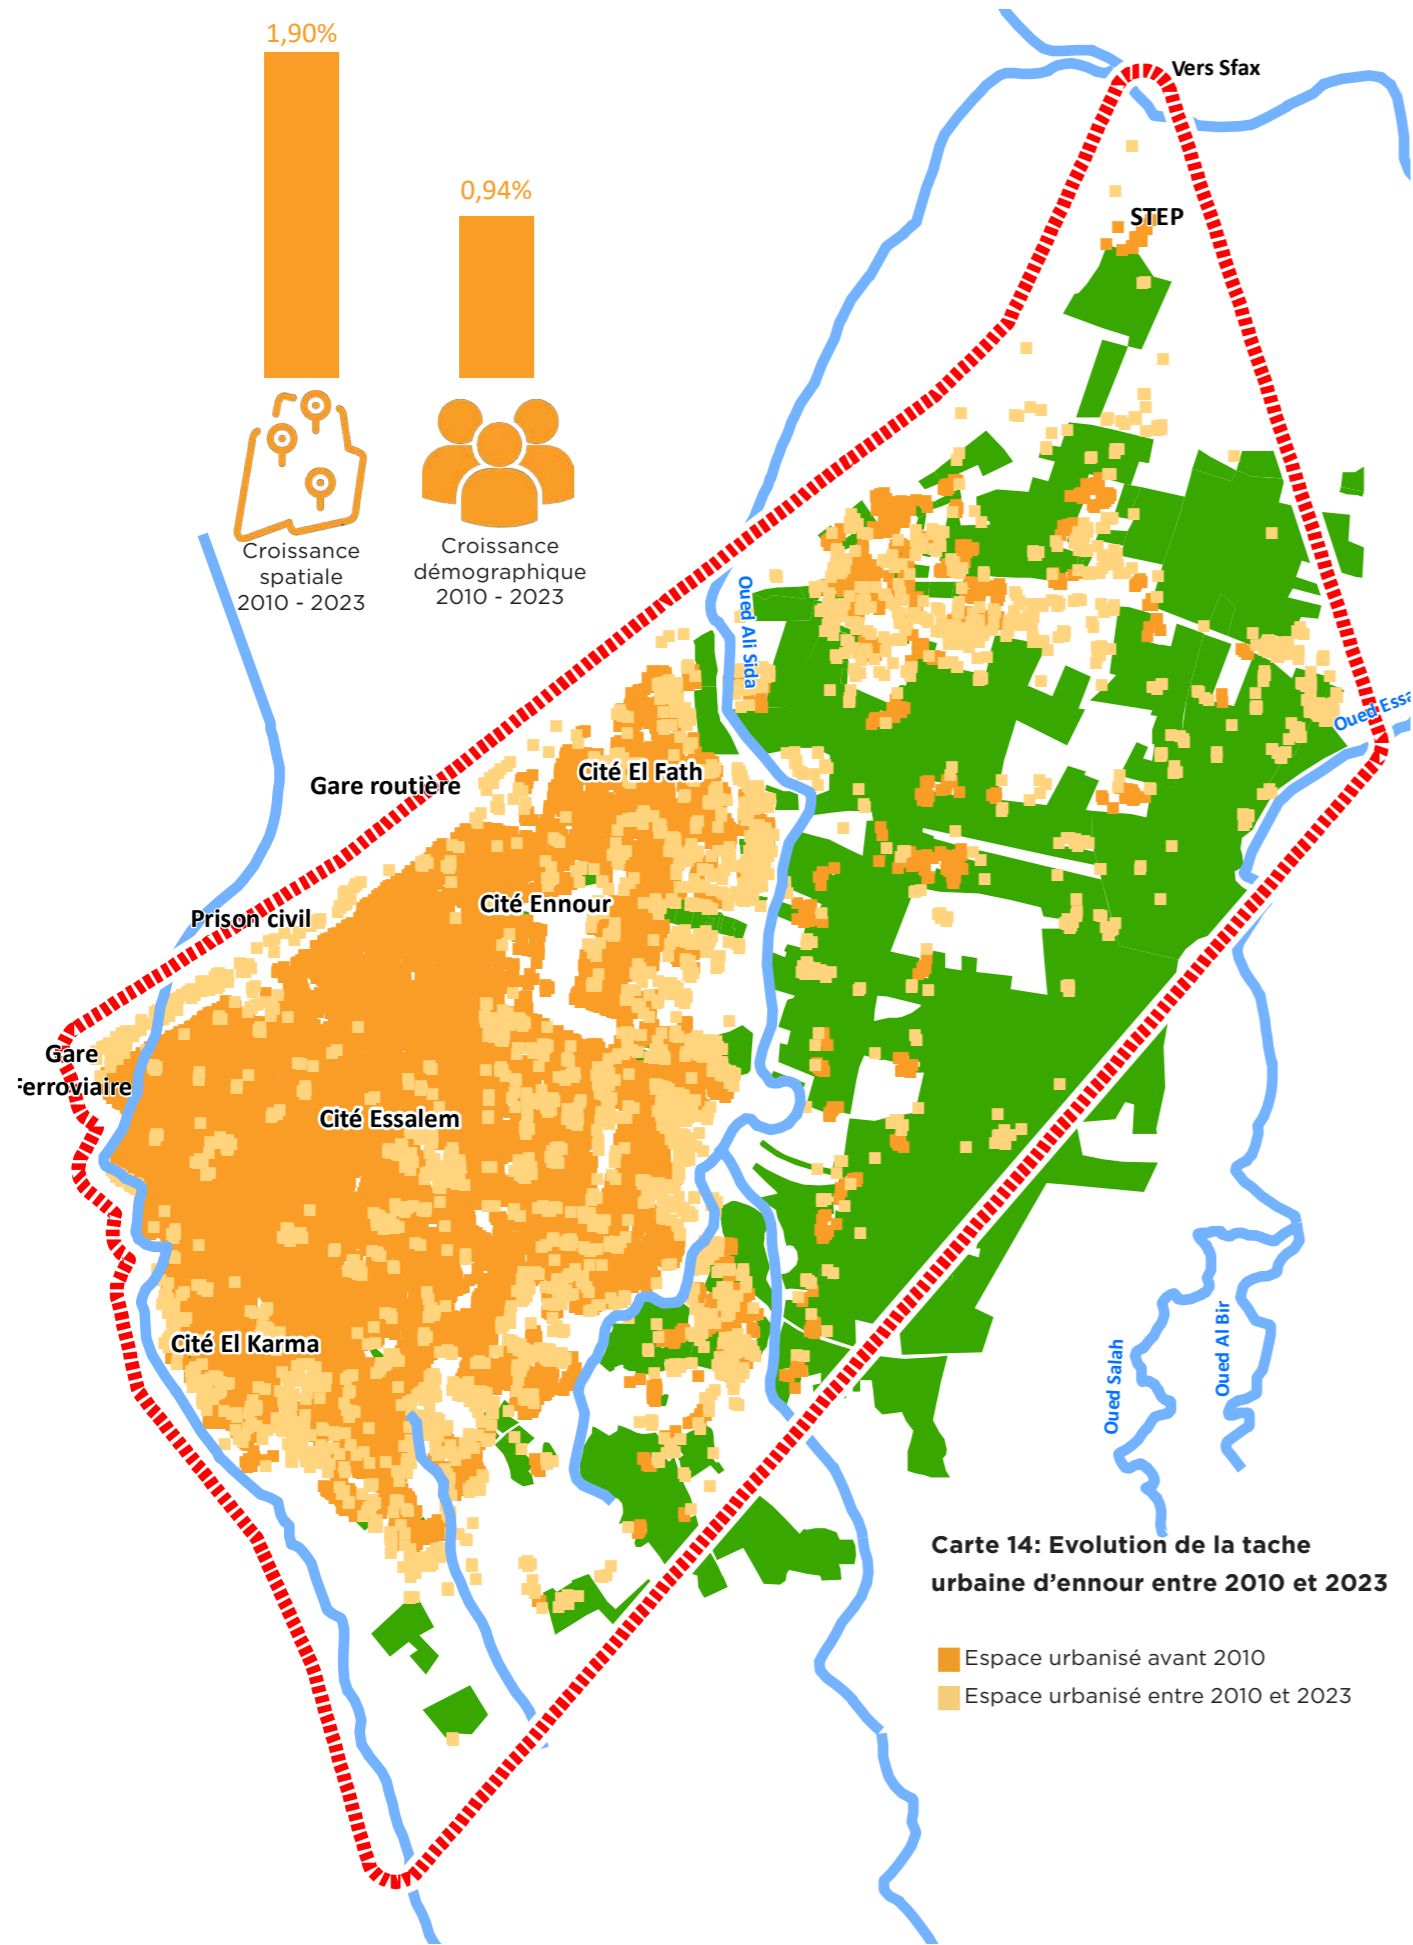 1,90%
0,94%
Croissance
spatiale
2010 - 2023
Croissance
démographique
2010 - 2023
Vers Sfax
STEP
Oued Ali Sida
Oued Essa
Cité El Fath
Gare routière
Cité Ennour
Prison civil
Gare
Ferroviaire
Cité Essalem
Cité El Karma
Oued Salah
Oued Al Bir
Carte 14: Evolution de la tache
urbaine d’ennour entre 2010 et 2023
Espace urbanisé avant 2010
Espace urbanisé entre 2010 et 2023